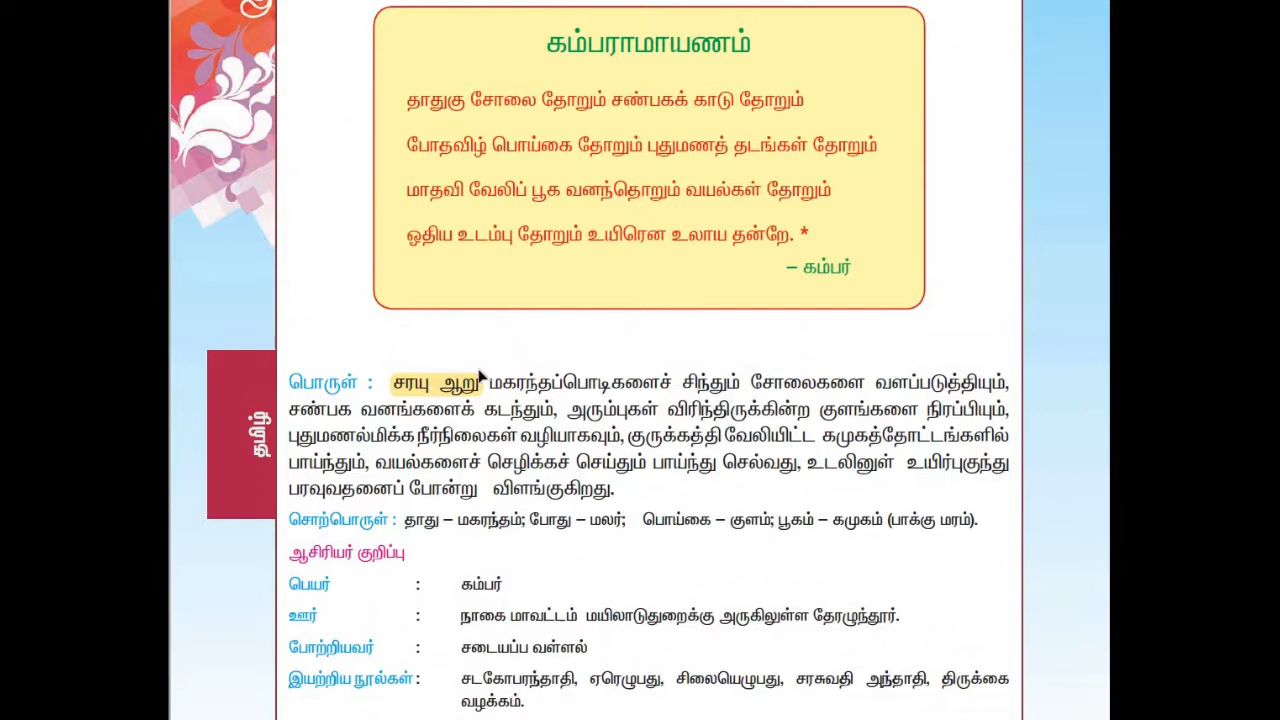 கம்பராமாயணம்
தாதுகு சோலை தோறும் சண்பகக் காடு தோறும்
போதவிழ் பொய்கை தோறும் புதுமணத் தடங்கள் தோறும்
மாதவி வேலிப் பூக வனந்தொறும் வயல்கள் தோறும்
ஓதிய உடம்பு தோறும் உயிரென உலாய தன்றே. *
– கம்பர்
பொருள் : சரயு ஆறு மகரந்தப்பொடிகளைச் சிந்தும் சோலைகளை வளப்படுத்தியும்,
சண்பக வனங்களைக் கடந்தும், அரும்புகள் விரிந்திருக்கின்ற குளங்களை நிரப்பியும்,
புதுமணல்மிக்க நீர்நிலைகள் வழியாகவும், குருக்கத்தி வேலியிட்ட கமுகத்தோட்டங்களில்
பாய்ந்தும், வயல்களைச் செழிக்கச் செய்தும் பாய்ந்து செல்வது, உடலினுள் உயிர்புகுந்து
பரவுவதனைப் போன்று விளங்குகிறது.
சொற்பொருள் : தாது – மகரந்தம்; போது – மலர்; பொய்கை – குளம்; பூகம் – கமுகம் (பாக்கு மரம்).
ஆசிரியர் குறிப்பு
பெயர் : கம்பர்
ஊர் : நாகை மாவட்டம் மயிலாடுதுறைக்கு அருகிலுள்ள தேரழுந்தூர்.
போற்றியவர் : சடையப்ப வள்ளல்
இயற்றிய நூல்கள் : சடகோபரந்தாதி, ஏரெழுபது, சிலையெழுபது, சரசுவதி அந்தாதி, திருக்கை
வழக்கம்.
தமிழ்